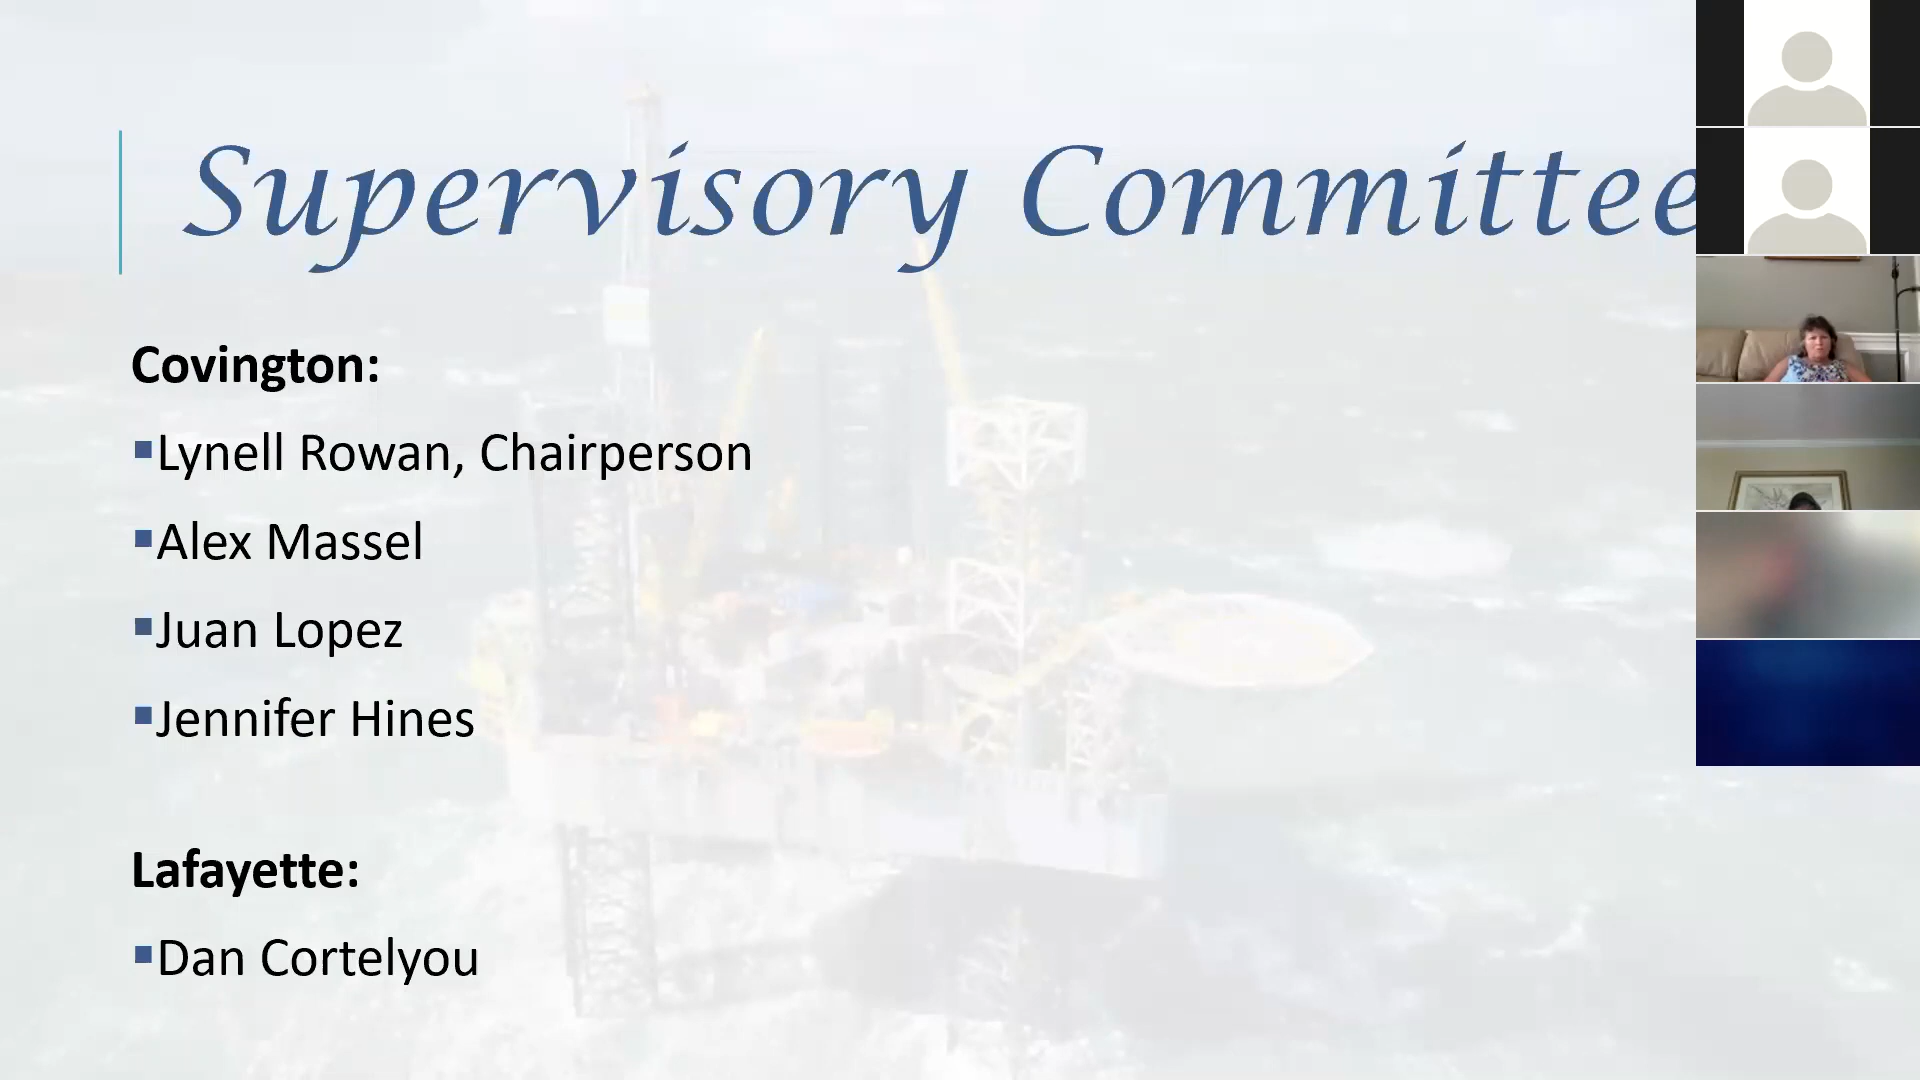 Supervisory Committee
Covington:
▪Lynell Rowan, Chairperson
▪Alex Massel
▪Juan Lopez
▪Jennifer Hines
Lafayette:
▪Dan Cortelyou